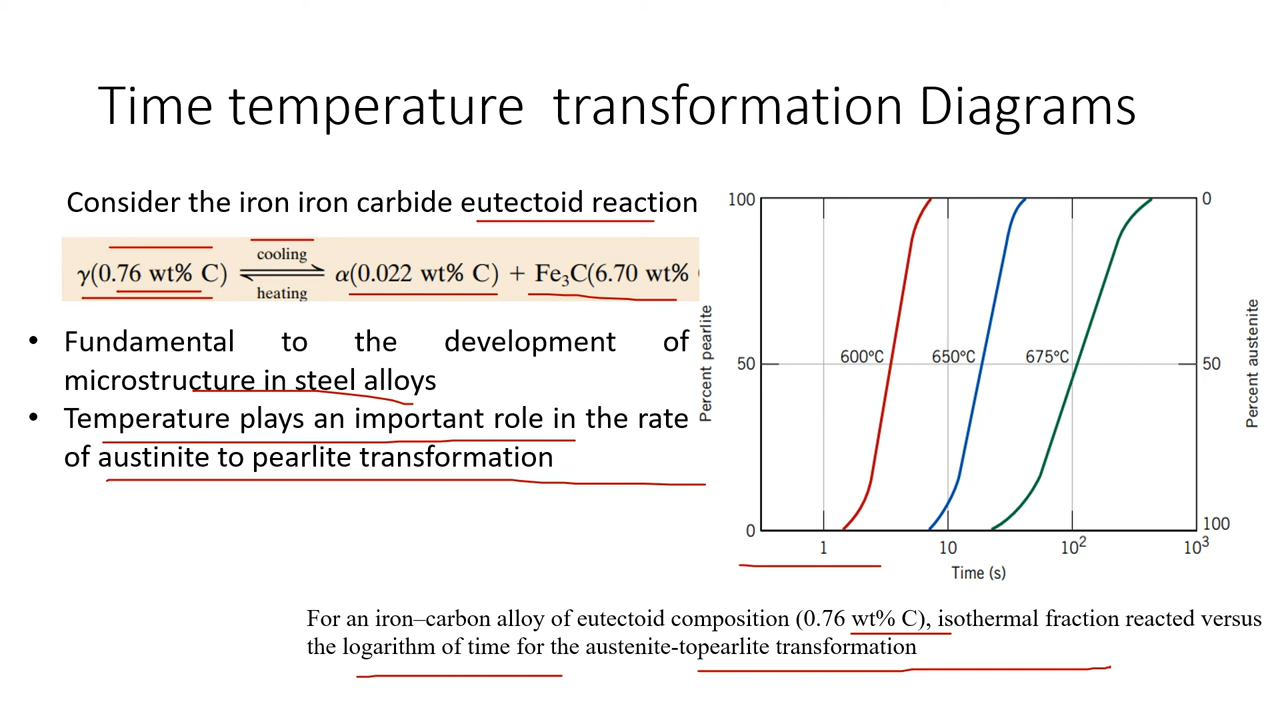 Time temperature transformation Diagrams
Consider the iron iron carbide eutectoid reaction
cooling
γ(0.76 wt% C) ⇌ α(0.022 wt% C) + Fe₃C(6.70 wt%
heating
• Fundamental to the development of
microstructure in steel alloys
• Temperature plays an important role in the rate
of austinite to pearlite transformation
100
0
Percent pearlite
600°C
650°C
675°C
50
50
Percent austenite
0
100
1
10
10²
10³
Time (s)
For an iron–carbon alloy of eutectoid composition (0.76 wt% C), isothermal fraction reacted versus
the logarithm of time for the austenite-topearlite transformation